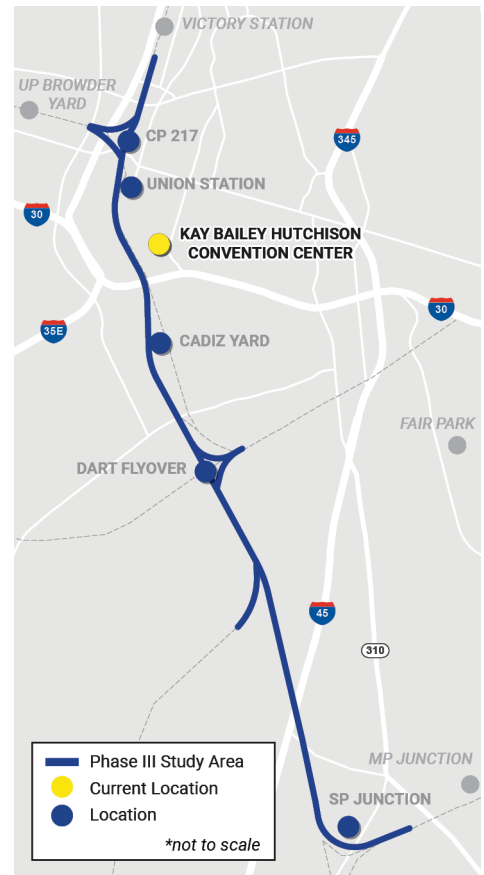 VICTORY STATION
UP BROWDER
YARD
CP 217
345
UNION STATION
30
KAY BAILEY HUTCHISON
CONVENTION CENTER
30
35E
CADIZ YARD
FAIR PARK
DART FLYOVER
45
310
MP JUNCTION
SP JUNCTION
Phase III Study Area
Current Location
Location
*not to scale